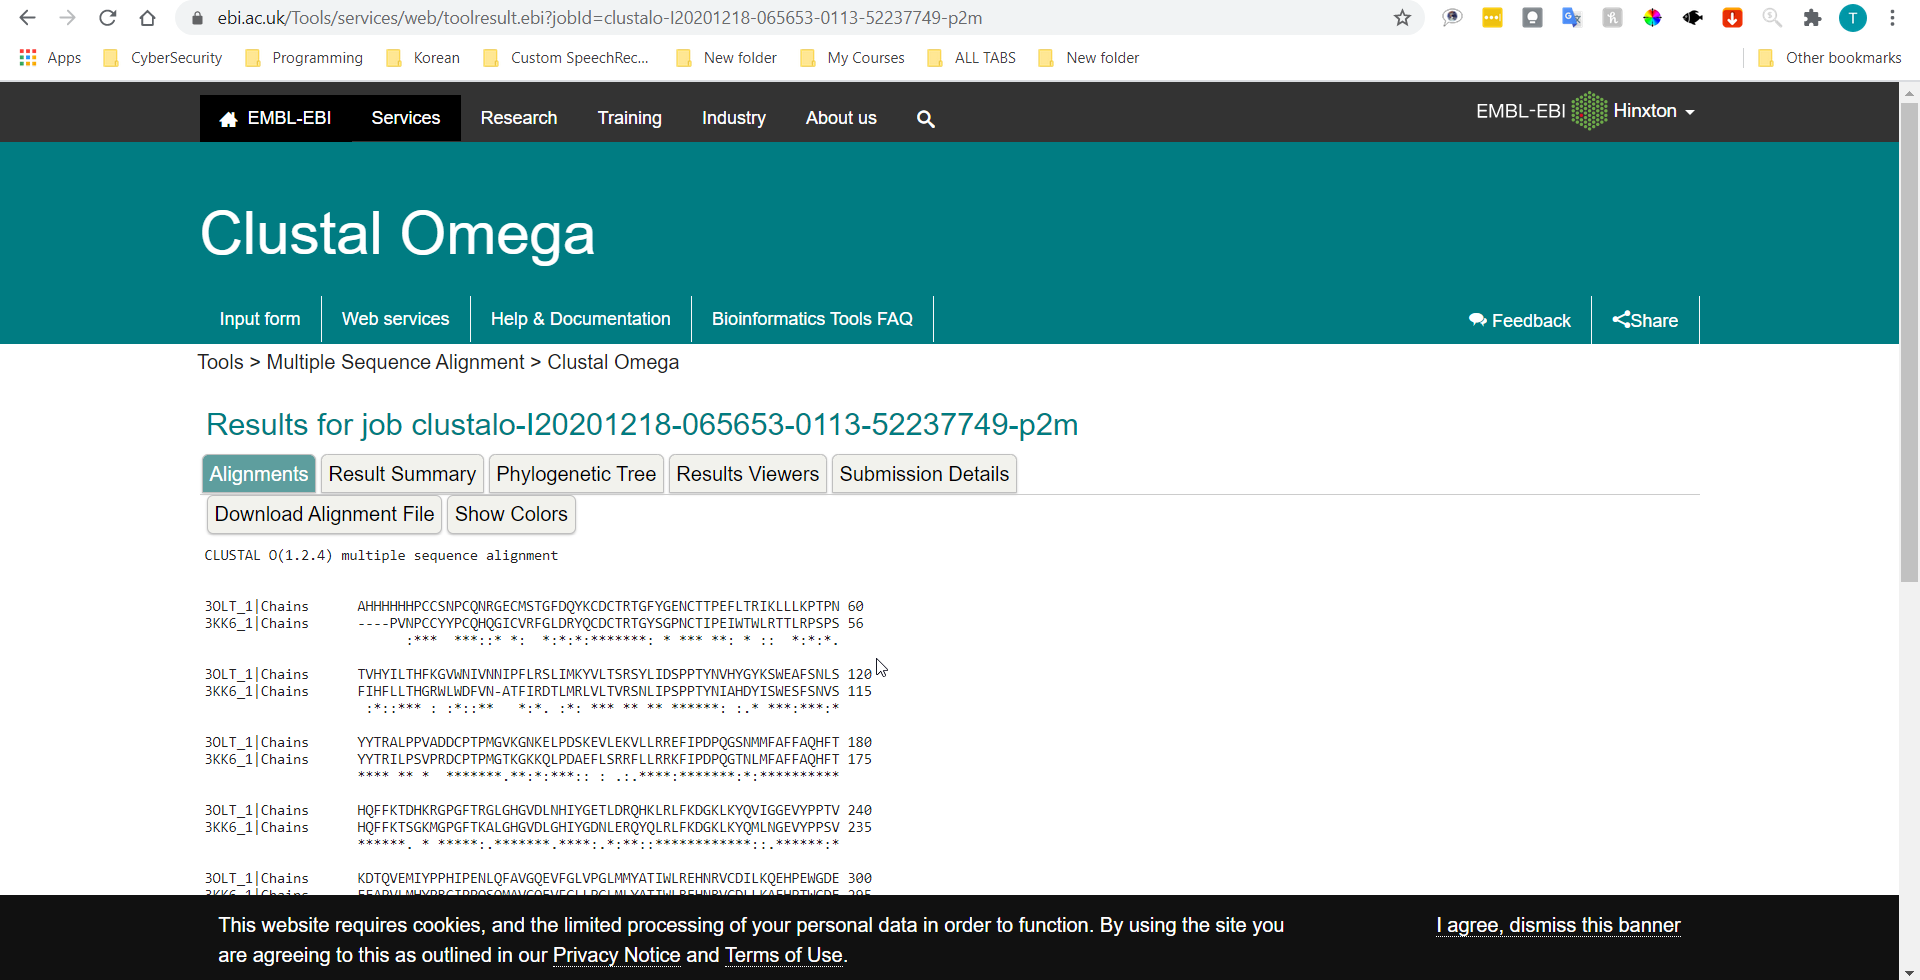 ebi.ac.uk/Tools/services/web/toolresult.ebi?jobId=clustalo-I20201218-065653-0113-52237749-p2m
T
Apps CyberSecurity Programming Korean Custom SpeechRec... New folder My Courses ALL TABS New folder Other bookmarks
EMBL-EBI Services Research Training Industry About us EMBL-EBI Hinxton
Clustal Omega
Input form Web services Help & Documentation Bioinformatics Tools FAQ Feedback Share
Tools > Multiple Sequence Alignment > Clustal Omega
Results for job clustalo-I20201218-065653-0113-52237749-p2m
Alignments Result Summary Phylogenetic Tree Results Viewers Submission Details
Download Alignment File Show Colors
CLUSTAL O(1.2.4) multiple sequence alignment
3OLT_1|Chains AHHHHHHPCCSNPCQNRGECMSTGFDQYKCDCTRTGFYGENCTTPEFLTRIKLLLKPTPN 60
3KK6_1|Chains ----PVNPCCYYPCQHQGICVRFGLDRYQCDCTRTGYSGPNCTIPEIWTWLRTTLRPSPS 56
:*** ***::* *: *:*:*:*******: * *** **: * :: *:*:*.
3OLT_1|Chains TVHYILTHFKGVWNIVNNIPFLRSLIMKYVLTSRSYLIDSPPTYNVHYGYKSWEAFSNLS 120
3KK6_1|Chains FIHFLLTHGRWLWDFVN-ATFIRDTLMRLVLTVRSNLIPSPPTYNIAHDYISWESFSNVS 115
:*::*** : :*::** *:*. :*: *** ** ** ******: :.* ***:***:*
3OLT_1|Chains YYTRALPPVADDCPTPMGVKGNKELPDSKEVLEKVLLRREFIPDPQGSNMMFAFFAQHFT 180
3KK6_1|Chains YYTRILPSVPRDCPTPMGTKGKKQLPDAEFLSRRFLLRRKFIPDPQGTNLMFAFFAQHFT 175
**** ** * *******.**:*:***:: : .:.****:*******:*:**********
3OLT_1|Chains HQFFKTDHKRGPGFTRGLGHGVDLNHIYGETLDRQHKLRLFKDGKLKYQVIGGEVYPPTV 240
3KK6_1|Chains HQFFKTSGKMGPGFTKALGHGVDLGHIYGDNLERQYQLRLFKDGKLKYQMLNGEVYPPSV 235
******. * *****:.*******.****:.*:**::************::.******:*
3OLT_1|Chains KDTQVEMIYPPHIPENLQFAVGQEVFGLVPGLMMYATIWLREHNRVCDILKQEHPEWGDE 300
This website requires cookies, and the limited processing of your personal data in order to function. By using the site you
are agreeing to this as outlined in our Privacy Notice and Terms of Use.
I agree, dismiss this banner